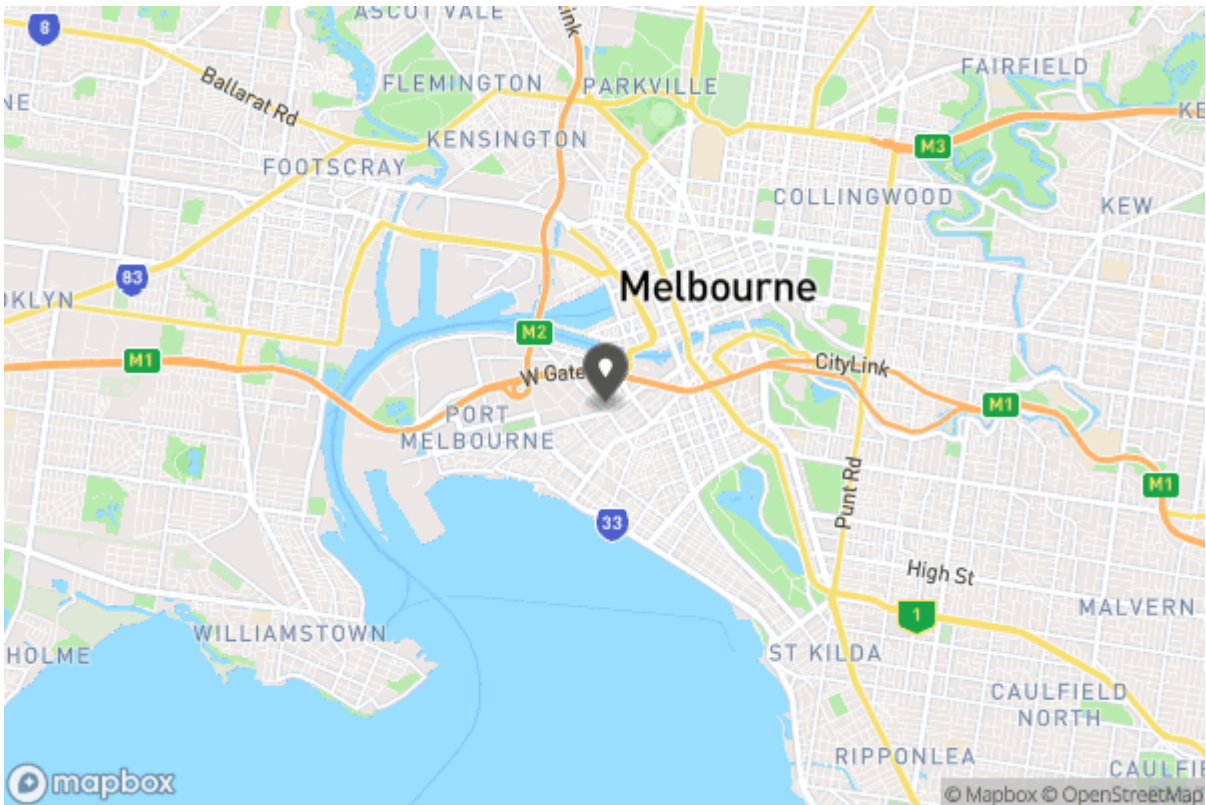 ASCOT VALE
8
Link
FAIRFIELD
Ballarat Rd
FLEMINGTON
PARKVILLE
NE
KE
KENSINGTON
M3
FOOTSCRAY
COLLINGWOOD
KEW
83
Melbourne
OKLYN
M2
M1
W Gate
CityLink
M1
PORT
MELBOURNE
M1
Punt Rd
33
High St
1
MALVERN
WILLIAMSTOWN
HOLME
ST KILDA
CAULFIELD
NORTH
RIPPONLEA
CAULFIE
mapbox
© Mapbox © OpenStreetMap